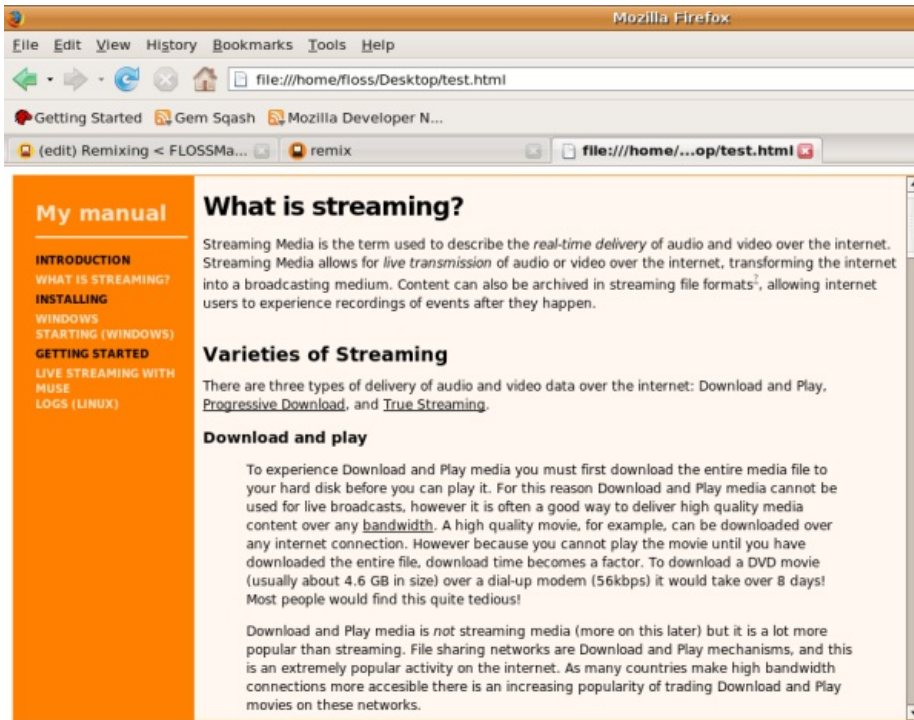 Mozilla Firefox
File Edit View History Bookmarks Tools Help
file:///home/floss/Desktop/test.html
Getting Started Gem Sqash Mozilla Developer N...
(edit) Remixing < FLOSSMa... remix file:///home/...op/test.html
My manual
INTRODUCTION
WHAT IS STREAMING?
INSTALLING
WINDOWS
STARTING (WINDOWS)
GETTING STARTED
LIVE STREAMING WITH
MUSE
LOGS (LINUX)
What is streaming?
Streaming Media is the term used to describe the real-time delivery of audio and video over the internet.
Streaming Media allows for live transmission of audio or video over the internet, transforming the internet
into a broadcasting medium. Content can also be archived in streaming file formats?, allowing internet
users to experience recordings of events after they happen.
Varieties of Streaming
There are three types of delivery of audio and video data over the internet: Download and Play,
Progressive Download, and True Streaming.
Download and play
To experience Download and Play media you must first download the entire media file to
your hard disk before you can play it. For this reason Download and Play media cannot be
used for live broadcasts, however it is often a good way to deliver high quality media
content over any bandwidth. A high quality movie, for example, can be downloaded over
any internet connection. However because you cannot play the movie until you have
downloaded the entire file, download time becomes a factor. To download a DVD movie
(usually about 4.6 GB in size) over a dial-up modem (56kbps) it would take over 8 days!
Most people would find this quite tedious!
Download and Play media is not streaming media (more on this later) but it is a lot more
popular than streaming. File sharing networks are Download and Play mechanisms, and this
is an extremely popular activity on the internet. As many countries make high bandwidth
connections more accesible there is an increasing popularity of trading Download and Play
movies on these networks.